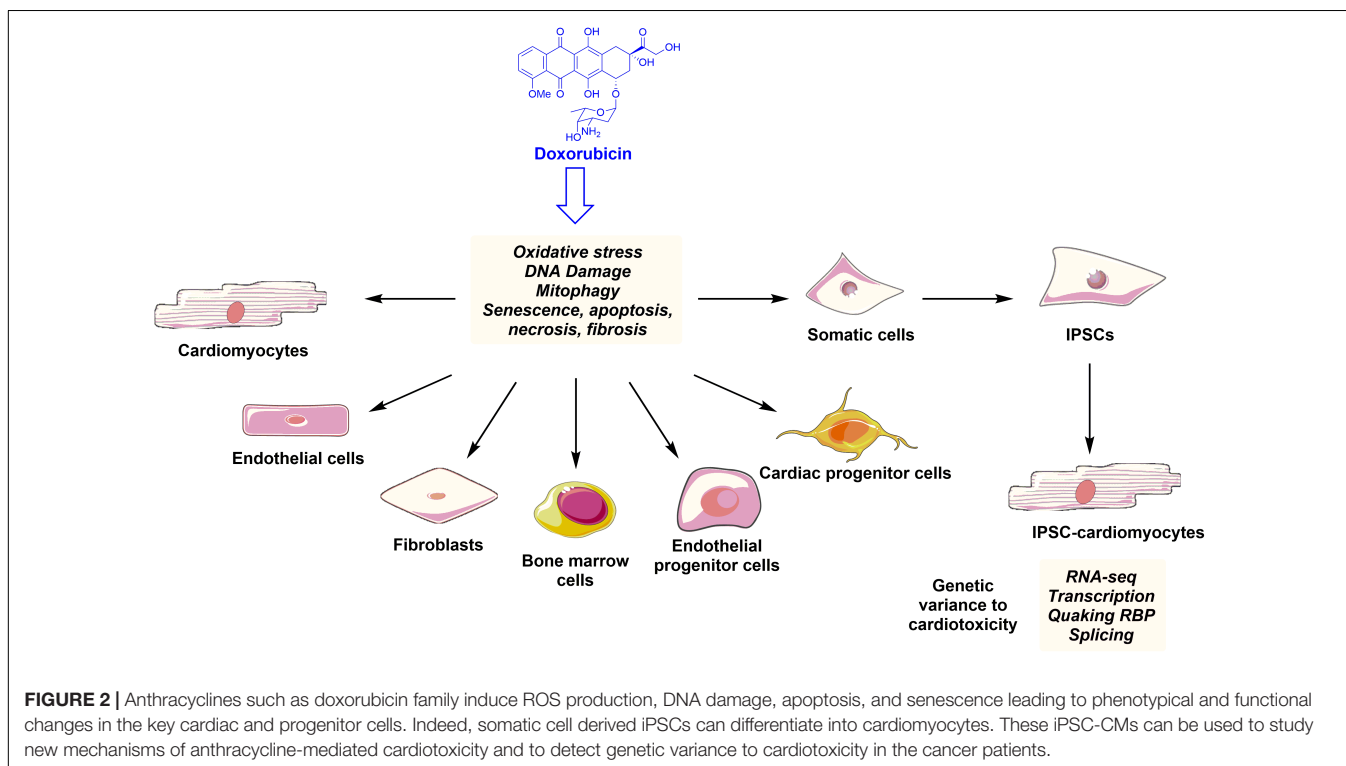 O
OH
O
OH
OH
OMe
O
OH
O
O
NH2
HO
Doxorubicin
Oxidative stress
DNA Damage
Mitophagy
Senescence, apoptosis,
necrosis, fibrosis
Cardiomyocytes
Somatic cells
IPSCs
Endothelial cells
Fibroblasts
Bone marrow
cells
Endothelial
progenitor cells
Cardiac progenitor cells
IPSC-cardiomyocytes
Genetic
variance to
cardiotoxicity
RNA-seq
Transcription
Quaking RBP
Splicing
FIGURE 2 | Anthracyclines such as doxorubicin family induce ROS production, DNA damage, apoptosis, and senescence leading to phenotypical and functional
changes in the key cardiac and progenitor cells. Indeed, somatic cell derived iPSCs can differentiate into cardiomyocytes. These iPSC-CMs can be used to study
new mechanisms of anthracycline-mediated cardiotoxicity and to detect genetic variance to cardiotoxicity in the cancer patients.